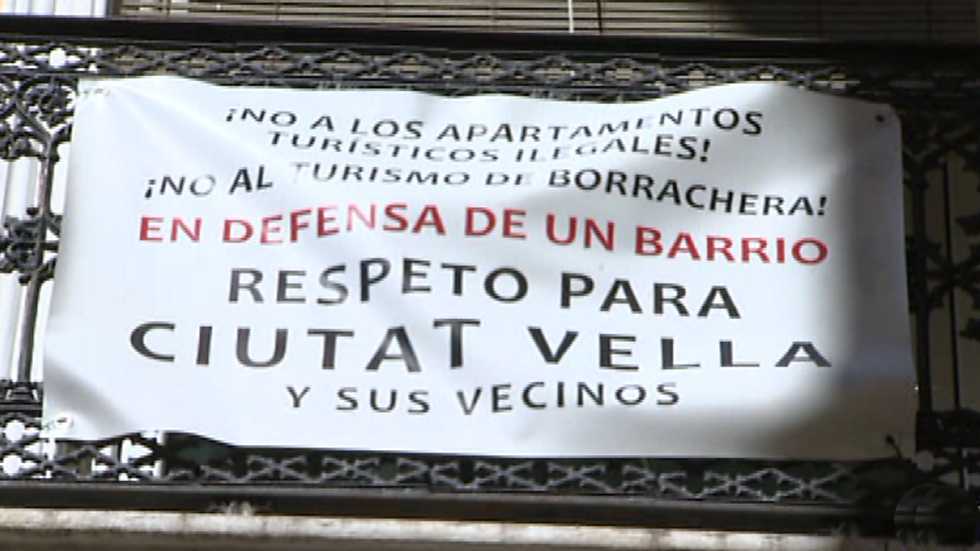 ¡NO A LOS APARTAMENTOS
TURÍSTICOS ILEGALES!
¡NO AL TURISMO DE BORRACHERA!
EN DEFENSA DE UN BARRIO
RESPETO PARA
CIUTAT VELLA
Y SUS VECINOS